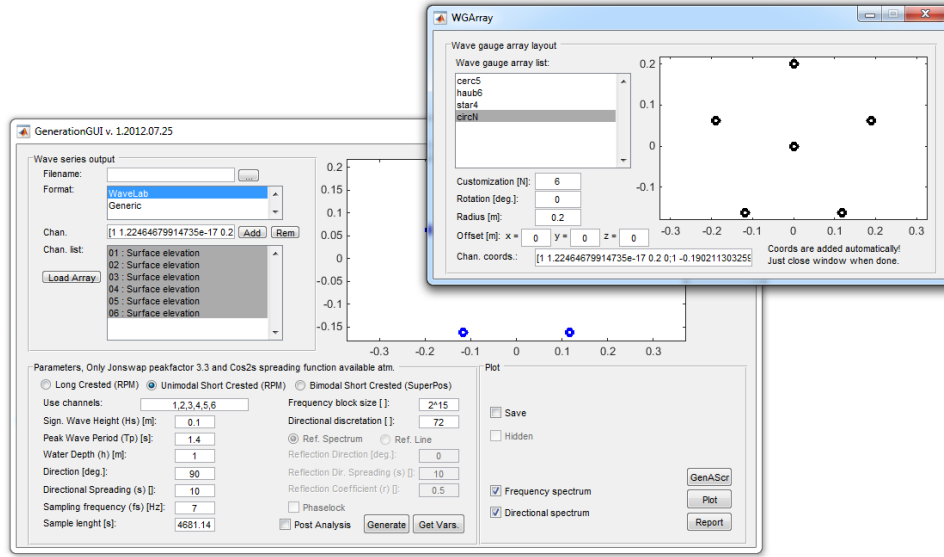 WGArray
Wave gauge array layout
Wave gauge array list:
cerc5
haub6
star4
circN
Customization [N]: 6
Rotation [deg.]: 0
Radius [m]: 0.2
Offset [m]: x = 0 y = 0 z = 0
Chan. coords.: [1 1.22464679914735e-17 0.2 0;1 -0.190211303259
0.2
0.1
0
-0.1
-0.3 -0.2 -0.1 0 0.1 0.2 0.3
Coords are added automatically!
Just close window when done.
GenerationGUI v. 1.2012.07.25
Wave series output
Filename: ...
Format: WaveLab
Generic
Chan. [1 1.22464679914735e-17 0.2 Add Rem
Chan. list: 01 : Surface elevation
02 : Surface elevation
Load Array 03 : Surface elevation
04 : Surface elevation
05 : Surface elevation
06 : Surface elevation
0.2
0.15
0.1
0.05
0
-0.05
-0.1
-0.15
-0.3 -0.2 -0.1 0 0.1 0.2 0.3
Parameters, Only Jonswap peakfactor 3.3 and Cos2s spreading function available atm.
Long Crested (RPM) Unimodal Short Crested (RPM) Bimodal Short Crested (SuperPos)
Use channels: 1,2,3,4,5,6 Frequency block size [ ]: 2^15
Sign. Wave Height (Hs) [m]: 0.1 Directional discretation [ ]: 72
Peak Wave Period (Tp) [s]: 1.4 Ref. Spectrum Ref. Line
Water Depth (h) [m]: 1 Reflection Direction [deg.]: 0
Direction [deg.]: 90 Reflection Dir. Spreading (s) []: 10
Directional Spreading (s) []: 10 Reflection Coefficient (r) []: 0.5
Sampling frequency (fs) [Hz]: 7 Phaselock
Sample lenght [s]: 4681.14 Post Analysis Generate Get Vars.
Plot
Save
Hidden
Frequency spectrum
Directional spectrum
GenAScr
Plot
Report